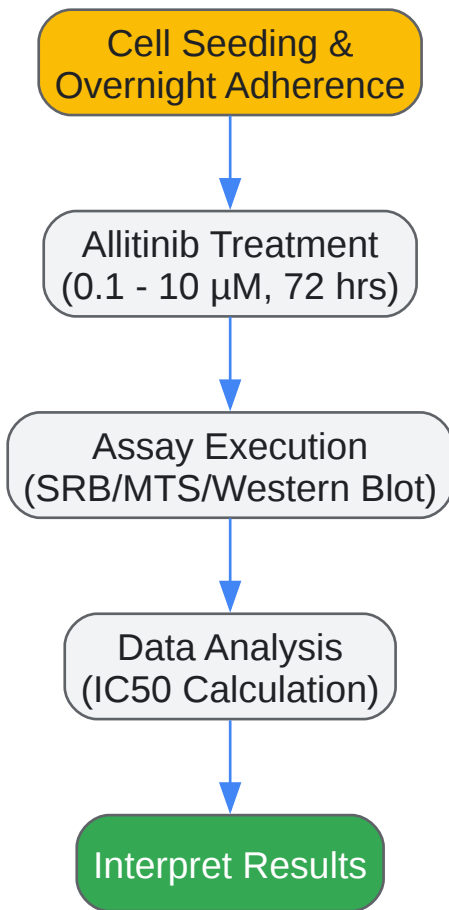 Cell Seeding &
Overnight Adherence
Allitinib Treatment
(0.1 - 10 µM, 72 hrs)
Assay Execution
(SRB/MTS/Western Blot)
Data Analysis
(IC50 Calculation)
Interpret Results